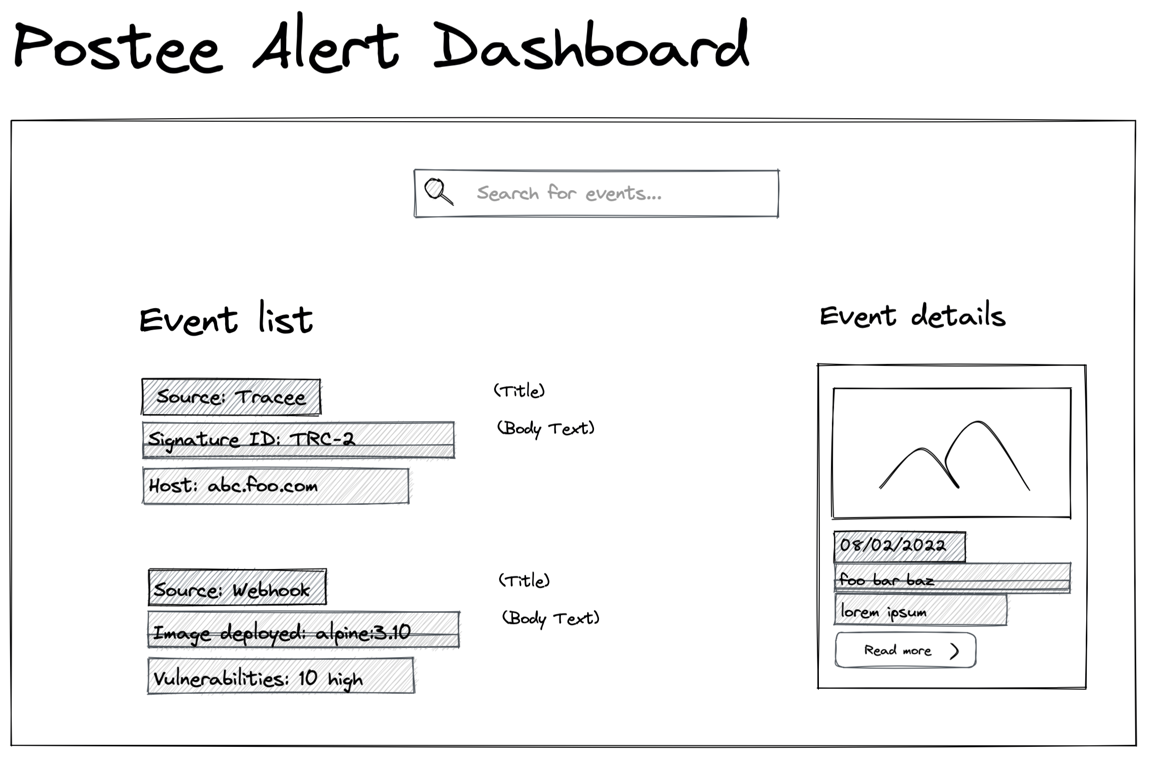 Postee Alert Dashboard
Search for events...
Event list
Source: Tracee
Signature ID: TRC-2
Host: abc.foo.com
(Title)
(Body Text)
Source: Webhook
Image deployed: alpine:3.10
Vulnerabilities: 10 high
(Title)
(Body Text)
Event details
08/02/2022
foo bar baz
lorem ipsum
Read more